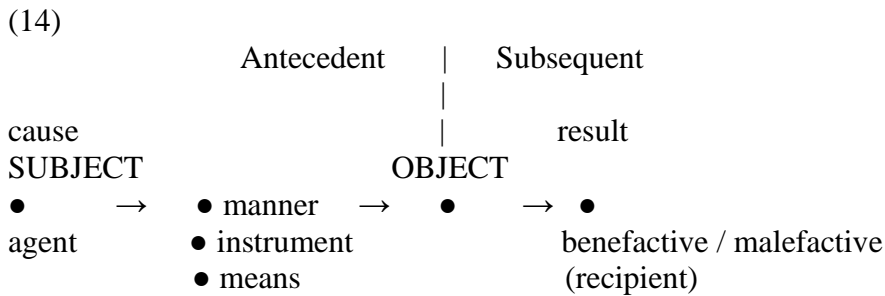 (14)
Antecedent | Subsequent
|
cause | result
SUBJECT OBJECT
● → ● manner → ● → ●
agent ● instrument benefactive / malefactive
● means (recipient)